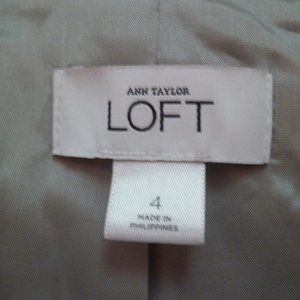 ANN TAYLOR
LOFT
4
MADE IN
PHILIPPINES